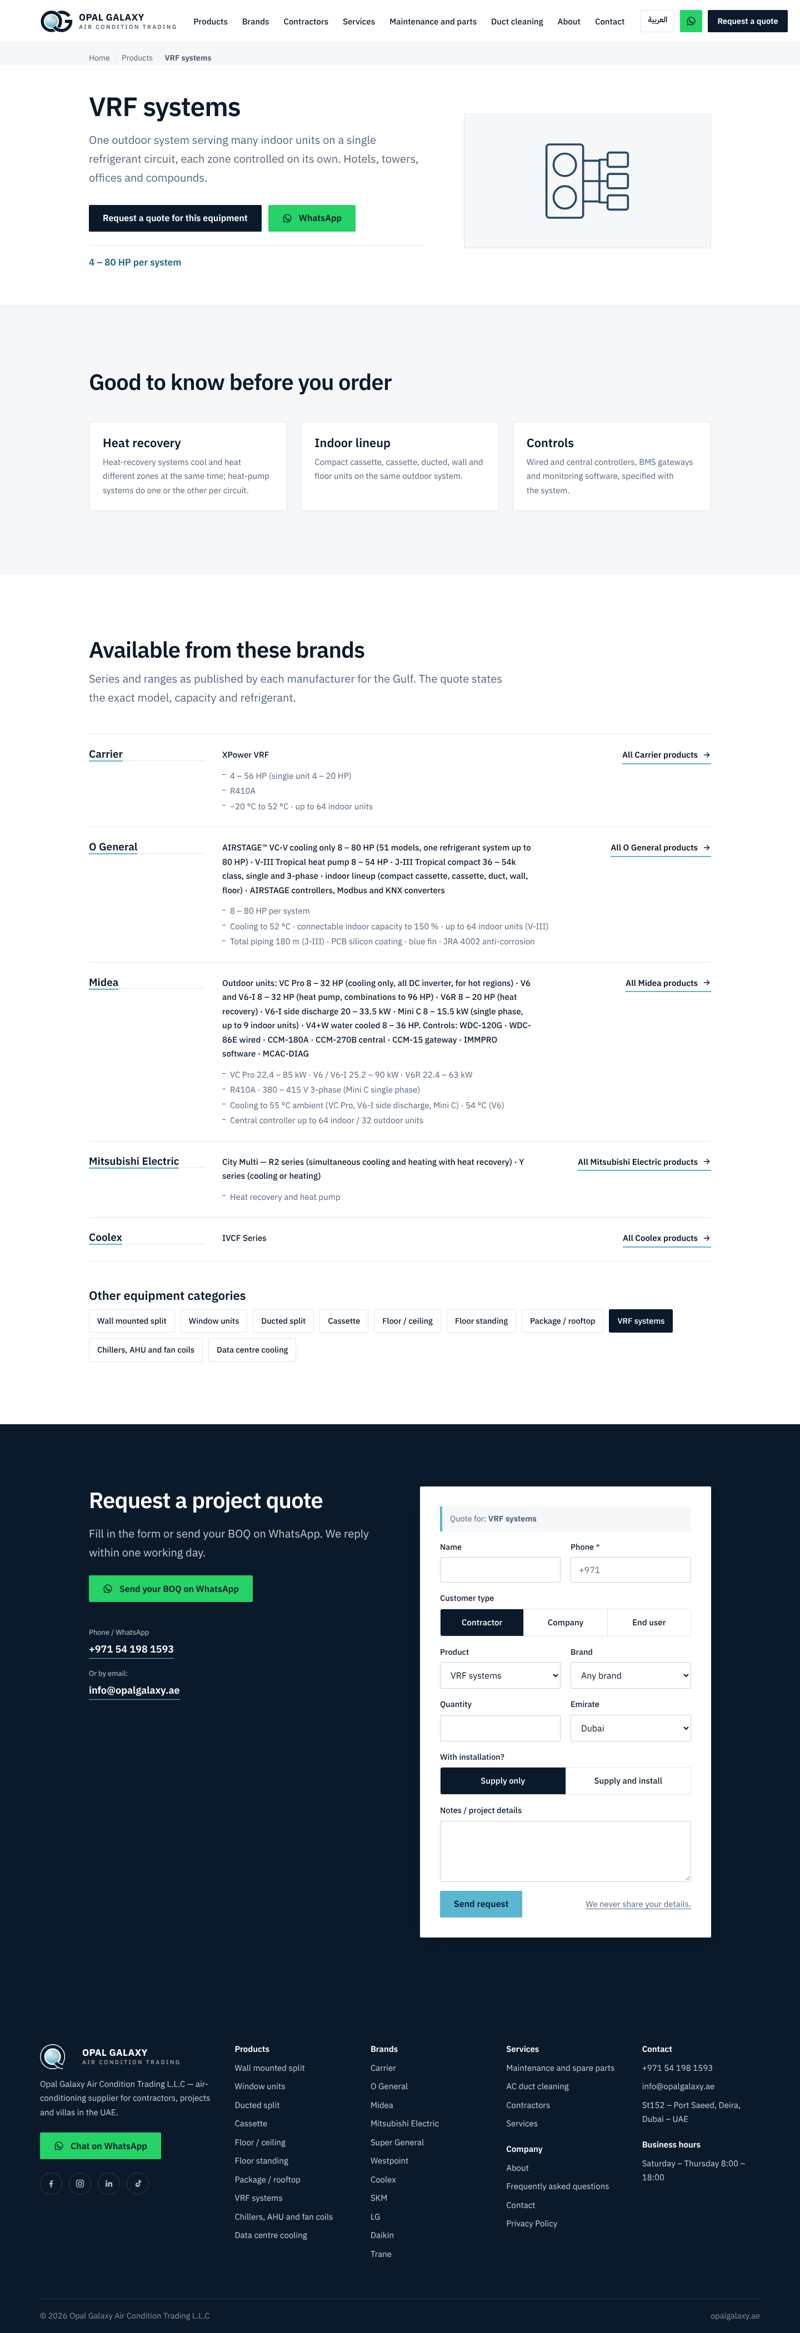 OPAL GALAXY
AIR CONDITION TRADING
Products
Brands
Contractors
Services
Maintenance and parts
Duct cleaning
About
Contact
العربية
Request a quote
Home / Products / VRF systems
VRF systems
One outdoor system serving many indoor units on a single
refrigerant circuit, each zone controlled on its own. Hotels, towers,
offices and compounds.
Request a quote for this equipment
WhatsApp
4 – 80 HP per system
Good to know before you order
Heat recovery
Heat-recovery systems cool and heat
different zones at the same time; heat-pump
systems do one or the other per circuit.
Indoor lineup
Compact cassette, cassette, ducted, wall and
floor units on the same outdoor system.
Controls
Wired and central controllers, BMS gateways
and monitoring software, specified with
the system.
Available from these brands
Series and ranges as published by each manufacturer for the Gulf. The quote states
the exact model, capacity and refrigerant.
Carrier
XPower VRF
– 4 – 56 HP (single unit 4 – 20 HP)
– R410A
– −20 °C to 52 °C · up to 64 indoor units
All Carrier products →
O General
AIRSTAGE™ VC-V cooling only 8 – 80 HP (51 models, one refrigerant system up to
80 HP) · V-III Tropical heat pump 8 – 54 HP · J-III Tropical compact 36 – 54k
class, single and 3-phase · indoor lineup (compact cassette, cassette, duct, wall,
floor) · AIRSTAGE controllers, Modbus and KNX converters
– 8 – 80 HP per system
– Cooling to 52 °C · connectable indoor capacity to 150 % · up to 64 indoor units (V-III)
– Total piping 180 m (J-III) · PCB silicon coating · blue fin · JRA 4002 anti-corrosion
All O General products →
Midea
Outdoor units: VC Pro 8 – 32 HP (cooling only, all DC inverter, for hot regions) · V6
and V6-I 8 – 32 HP (heat pump, combinations to 96 HP) · V6R 8 – 20 HP (heat
recovery) · V6-I side discharge 20 – 33.5 kW · Mini C 8 – 15.5 kW (single phase,
up to 9 indoor units) · V4+W water cooled 8 – 36 HP. Controls: WDC-120G · WDC-
86E wired · CCM-180A · CCM-270B central · CCM-15 gateway · IMMPRO
software · MCAC-DIAG
– VC Pro 22.4 – 85 kW · V6 / V6-I 25.2 – 90 kW · V6R 22.4 – 63 kW
– R410A · 380 – 415 V 3-phase (Mini C single phase)
– Cooling to 55 °C ambient (VC Pro, V6-I side discharge, Mini C) · 54 °C (V6)
– Central controller up to 64 indoor / 32 outdoor units
All Midea products →
Mitsubishi Electric
City Multi — R2 series (simultaneous cooling and heating with heat recovery) · Y
series (cooling or heating)
– Heat recovery and heat pump
All Mitsubishi Electric products →
Coolex
IVCF Series
All Coolex products →
Other equipment categories
Wall mounted split
Window units
Ducted split
Cassette
Floor / ceiling
Floor standing
Package / rooftop
VRF systems
Chillers, AHU and fan coils
Data centre cooling
Request a project quote
Fill in the form or send your BOQ on WhatsApp. We reply
within one working day.
Send your BOQ on WhatsApp
Phone / WhatsApp
+971 54 198 1593
Or by email:
info@opalgalaxy.ae
Quote for: VRF systems
Name
Phone *
+971
Customer type
Contractor
Company
End user
Product
Brand
VRF systems
Any brand
Quantity
Emirate
Dubai
With installation?
Supply only
Supply and install
Notes / project details
Send request
We never share your details.
OPAL GALAXY
AIR CONDITION TRADING
Opal Galaxy Air Condition Trading L.L.C — air-
conditioning supplier for contractors, projects
and villas in the UAE.
Chat on WhatsApp
Products
Wall mounted split
Window units
Ducted split
Cassette
Floor / ceiling
Floor standing
Package / rooftop
VRF systems
Chillers, AHU and fan coils
Data centre cooling
Brands
Carrier
O General
Midea
Mitsubishi Electric
Super General
Westpoint
Coolex
SKM
LG
Daikin
Trane
Services
Maintenance and spare parts
AC duct cleaning
Contractors
Services
Company
About
Frequently asked questions
Contact
Privacy Policy
Contact
+971 54 198 1593
info@opalgalaxy.ae
St152 – Port Saeed, Deira,
Dubai – UAE
Business hours
Saturday – Thursday 8:00 –
18:00
© 2026 Opal Galaxy Air Condition Trading L.L.C
opalgalaxy.ae